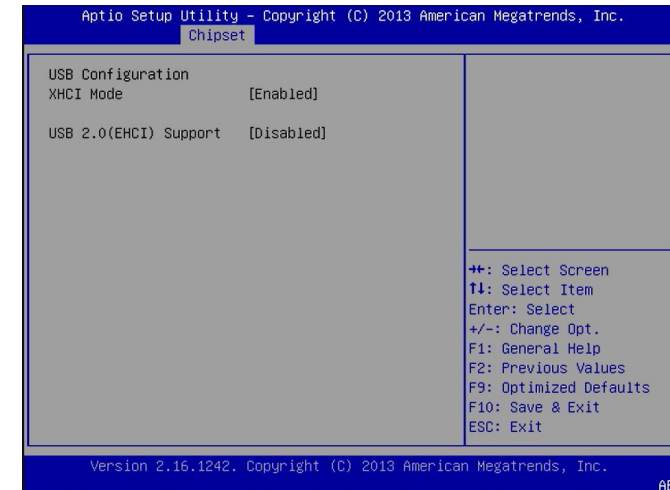 Aptio Setup Utility – Copyright (C) 2013 American Megatrends, Inc.
Chipset
USB Configuration
XHCI Mode [Enabled]
USB 2.0(EHCI) Support [Disabled]
→←: Select Screen
↑↓: Select Item
Enter: Select
+/-: Change Opt.
F1: General Help
F2: Previous Values
F9: Optimized Defaults
F10: Save & Exit
ESC: Exit
Version 2.16.1242. Copyright (C) 2013 American Megatrends, Inc.